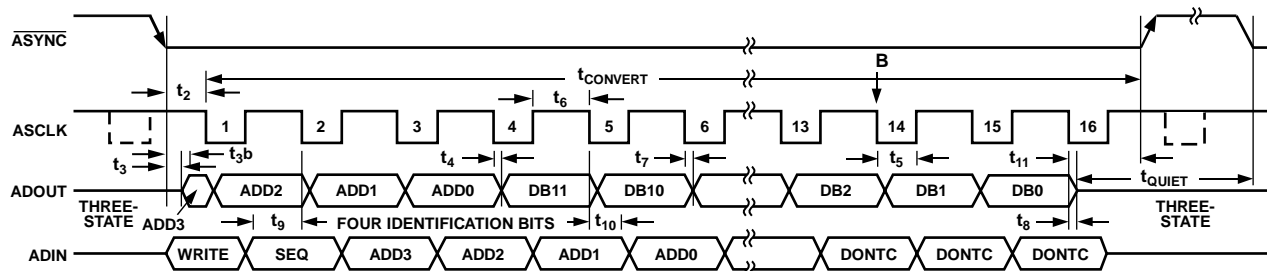 B
ASYNC
t2
tCONVERT
t6
ASCLK
1 2 3 4 5 6 13 14 15 16
t3
t3b
t4
t7
t5
t11
tQUIET
ADOUT
ADD2 ADD1 ADD0 DB11 DB10 DB2 DB1 DB0
THREE-
STATE
ADD3
t9
FOUR IDENTIFICATION BITS
t10
t8
THREE-
STATE
ADIN
WRITE SEQ ADD3 ADD2 ADD1 ADD0 DONTC DONTC DONTC